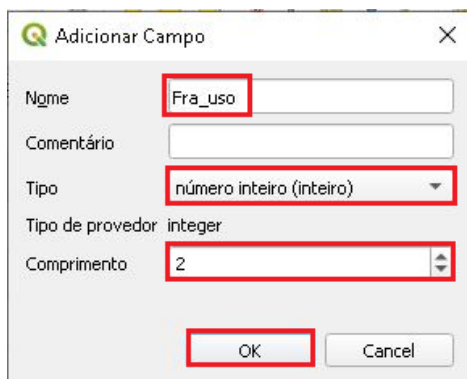 Adicionar Campo
Nome Fra_uso
Comentário
Tipo número inteiro (inteiro)
Tipo de provedor integer
Comprimento 2
OK Cancel